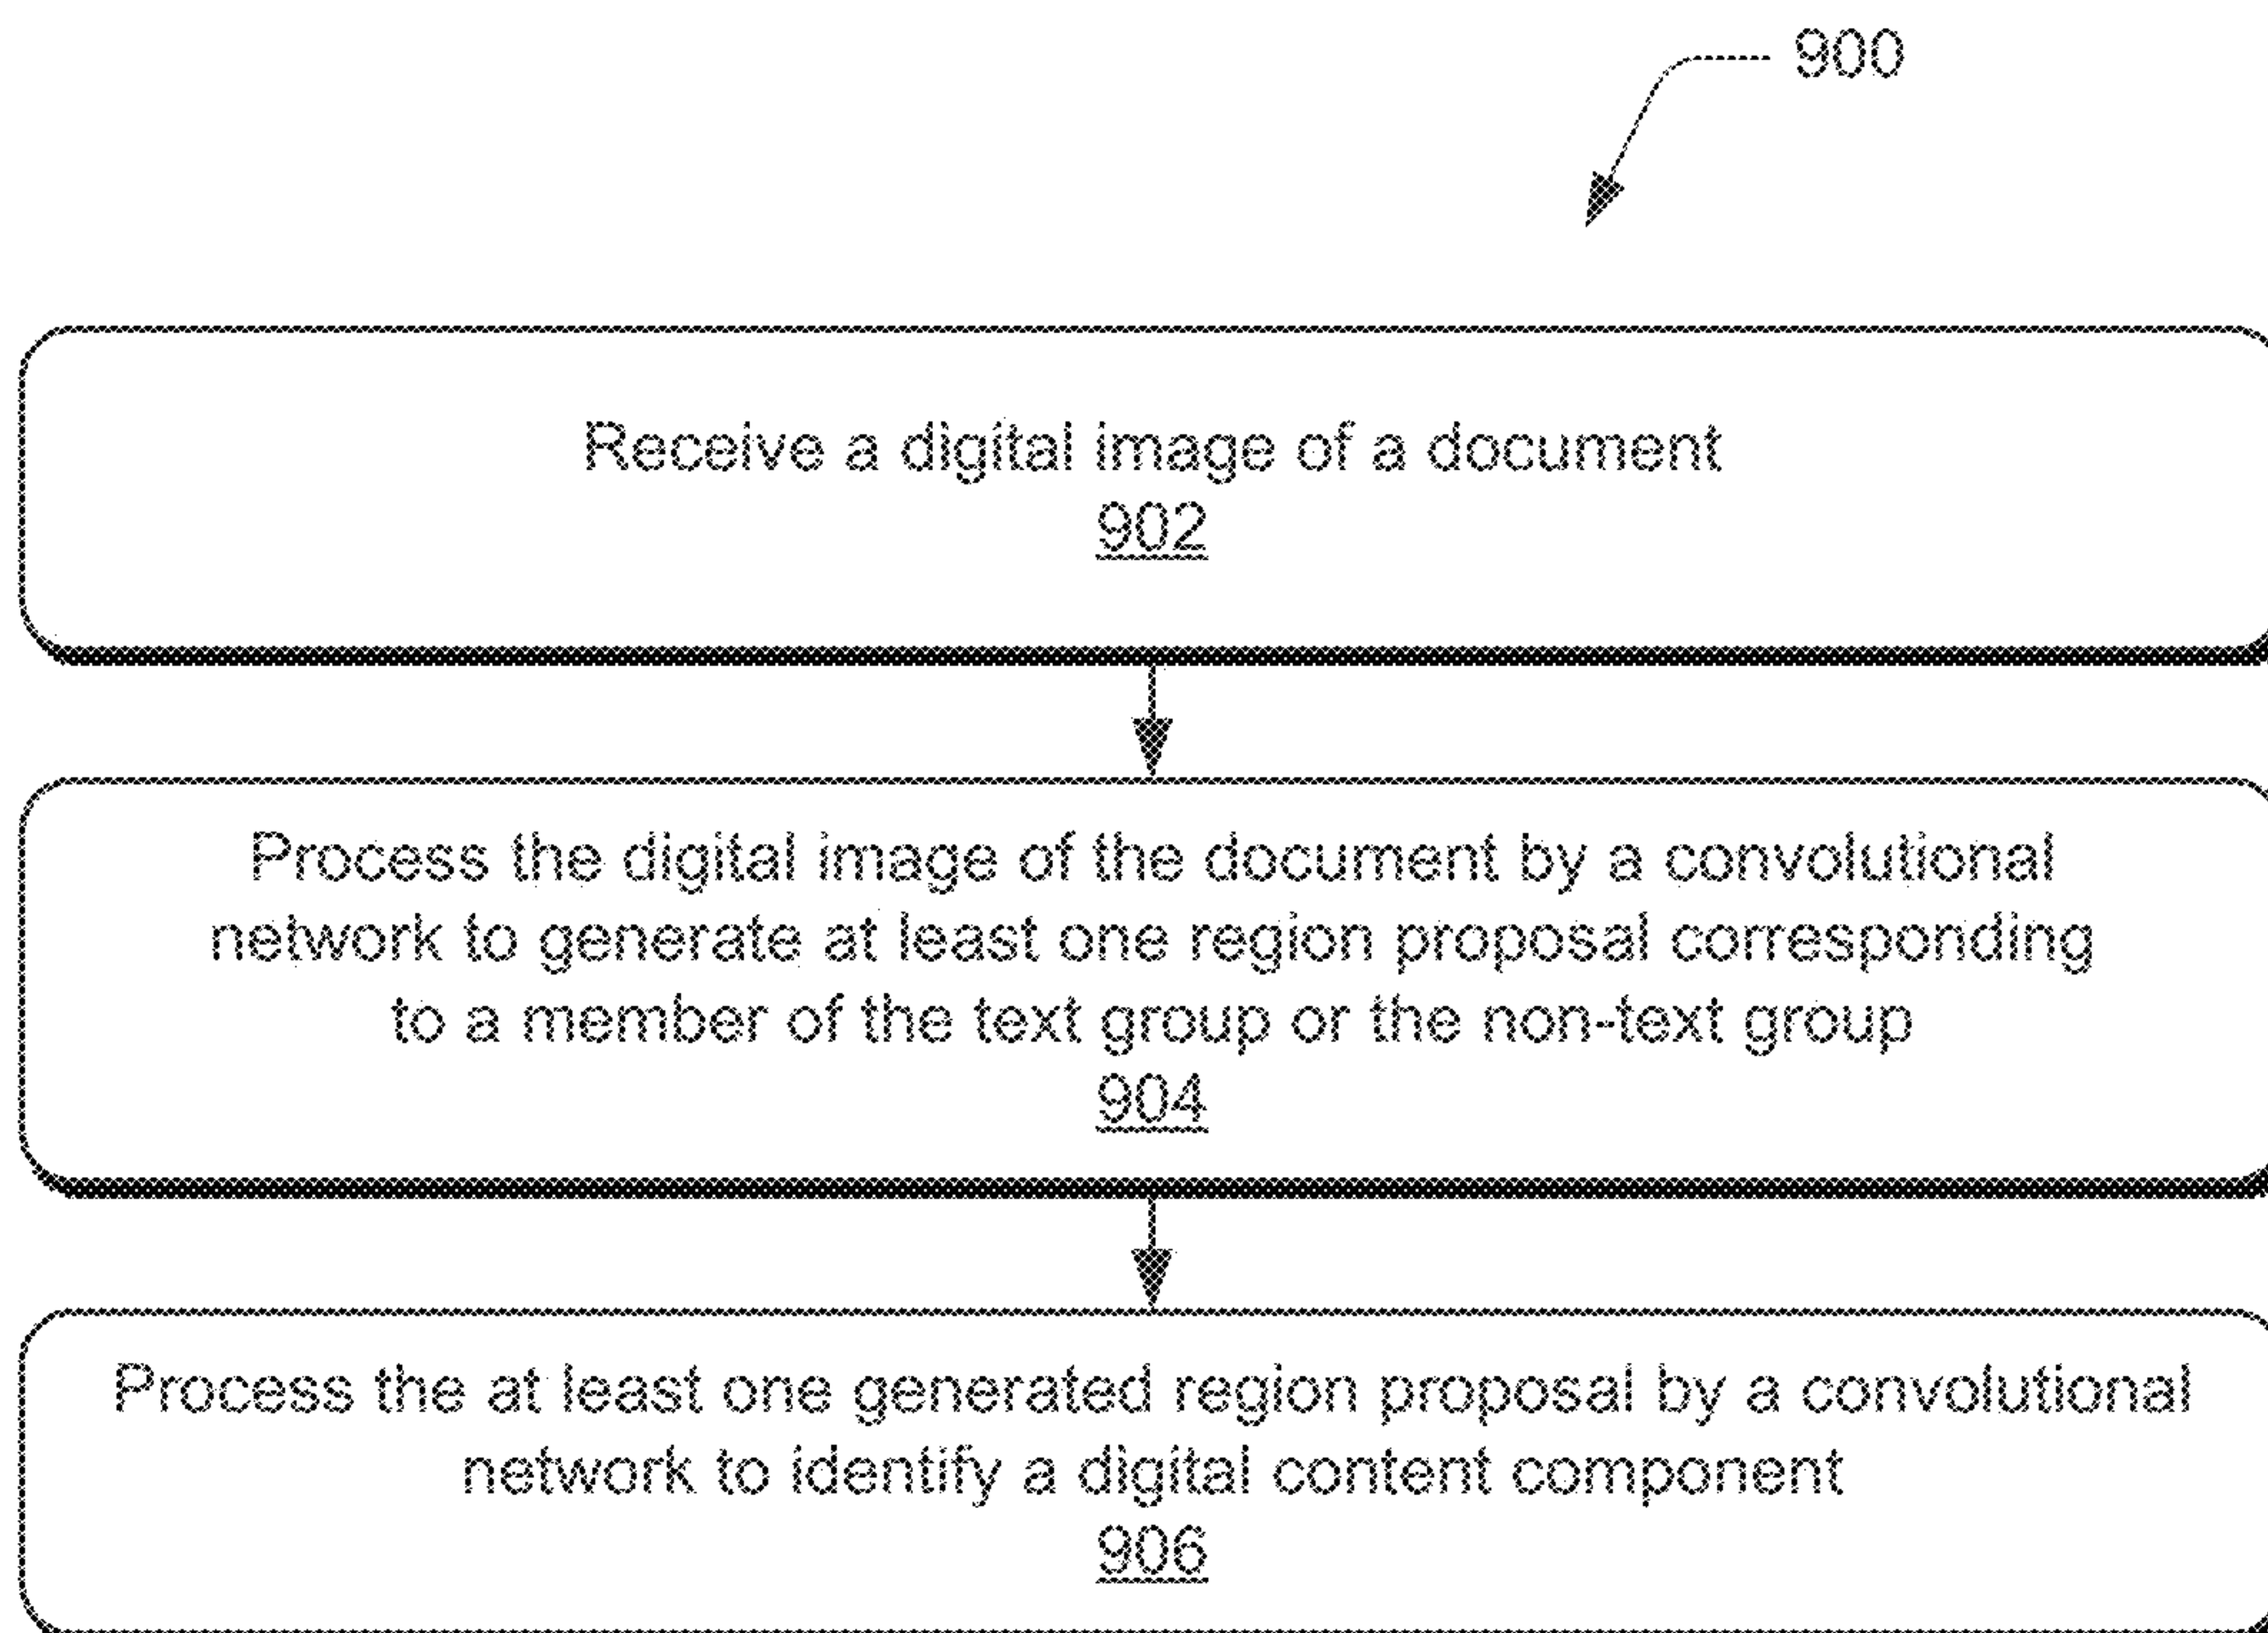 900
Receive a digital image of a document
902
Process the digital image of the document by a convolutional
network to generate at least one region proposal corresponding
to a member of the text group or the non-text group
904
Process the at least one generated region proposal by a convolutional
network to identify a digital content component
906